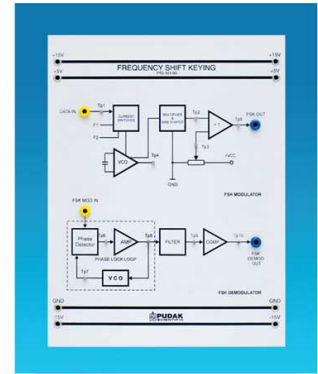 +15V +15V
+5V +5V
FREQUENCY SHIFT KEYING
DATA IN
Tp1
CURRENT SWITCHES
F1
F2
MULTIPLIER & SINE SHAPER
Tp2
+ 1
Tp5
FSK OUT
VCO
Tp4
Tp3
+VCC
GND
FSK MODULATOR
FSK MOD IN
Phase Detector
Tp6
AMP
Tp8
FILTER
Tp9
COMP
Tp10
FSK DEMOD OUT
PHASE LOCK LOOP
Tp7
VCO
FSK DEMODULATOR
GND GND
-15V -15V
PUDAK